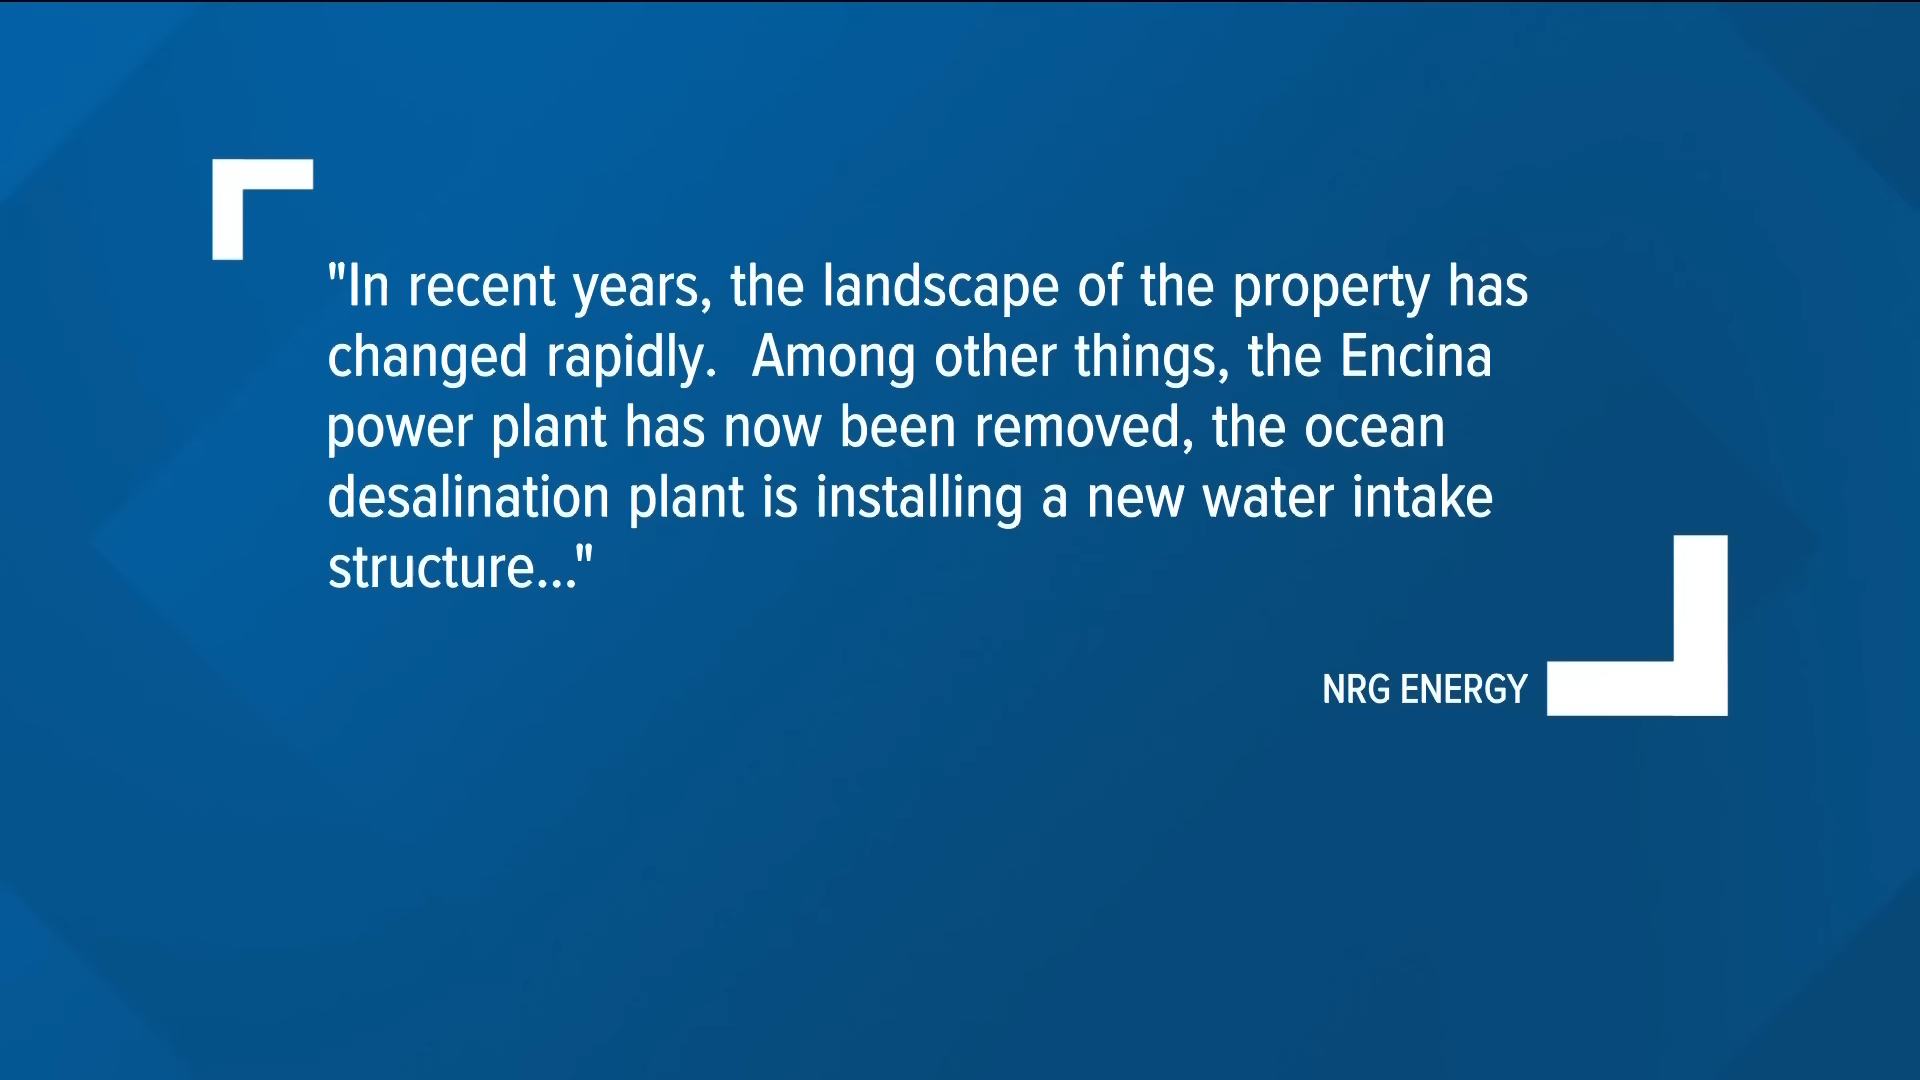 "In recent years, the landscape of the property has
changed rapidly.  Among other things, the Encina
power plant has now been removed, the ocean
desalination plant is installing a new water intake
structure..."
NRG ENERGY